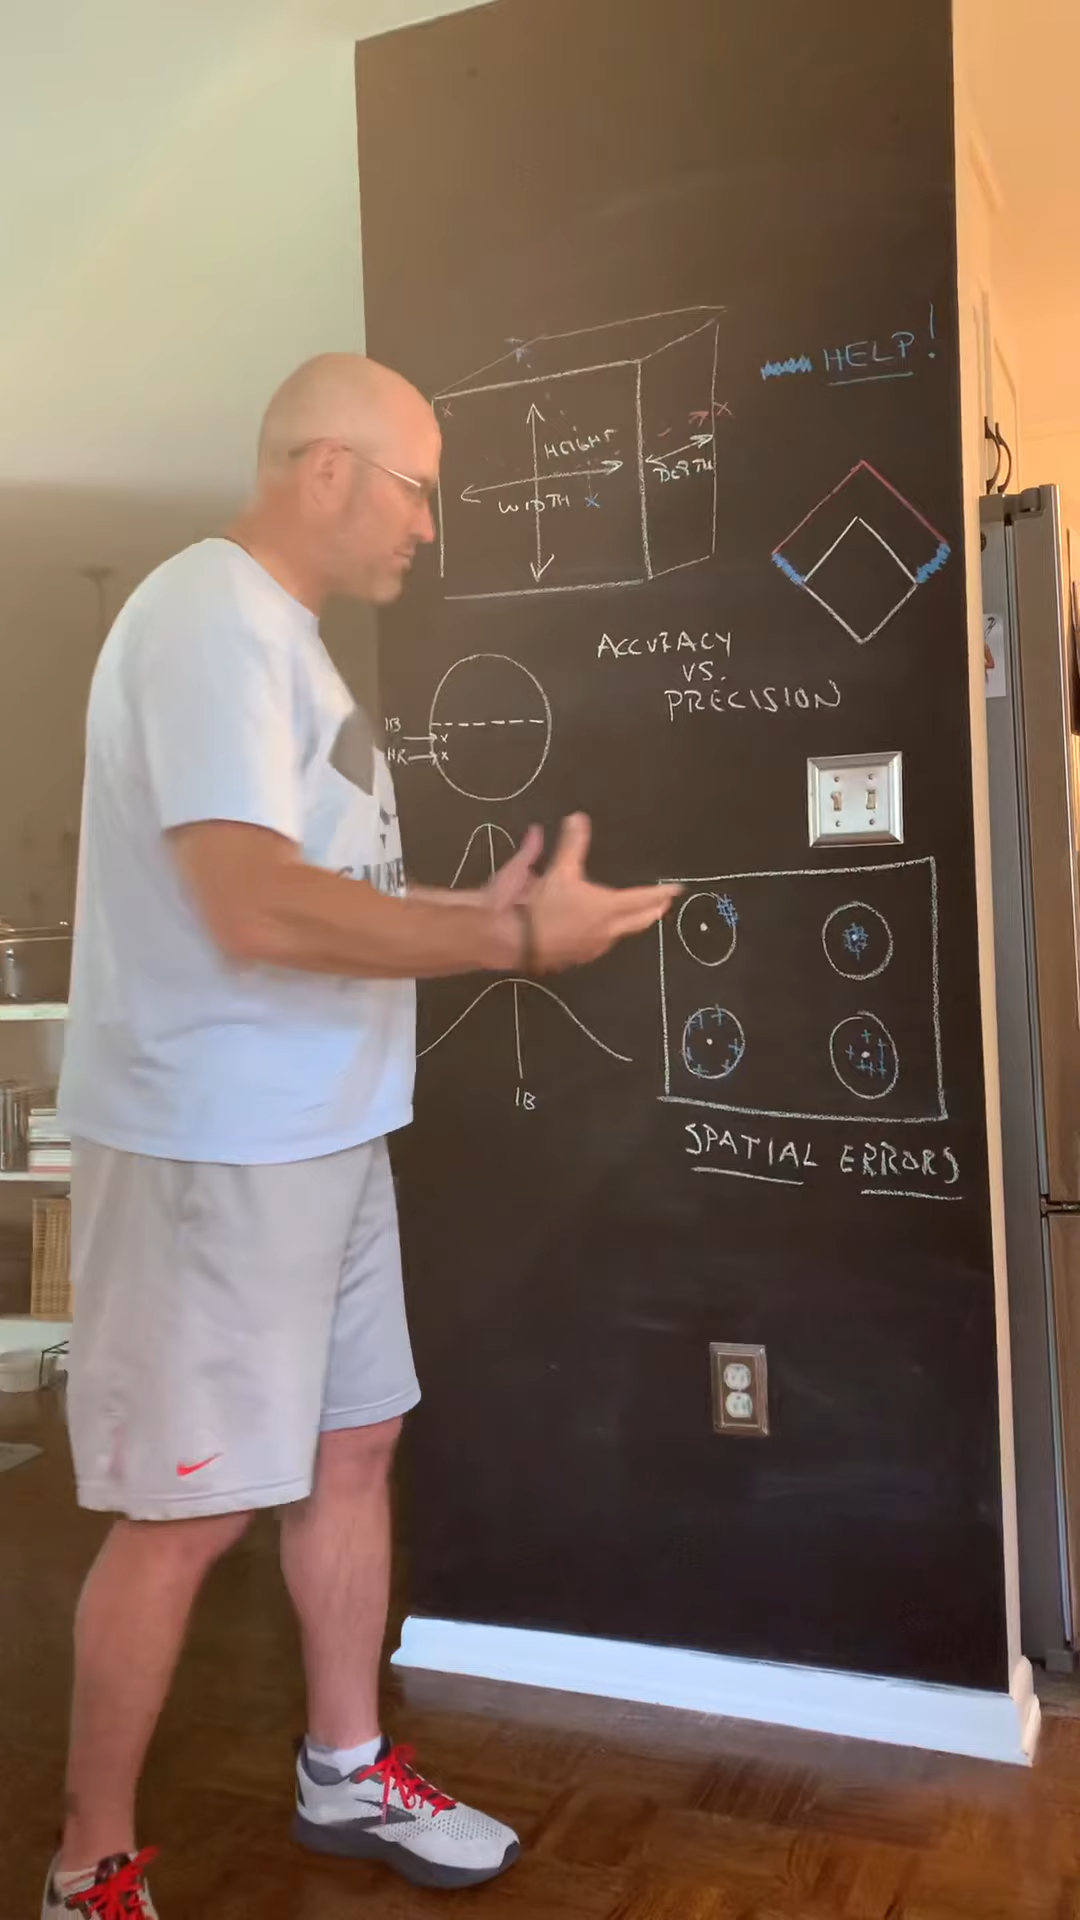 HELP!
HEIGHT
WIDTH
DEPTH
ACCURACY
VS.
PRECISION
1B
HR
1B
SPATIAL ERRORS